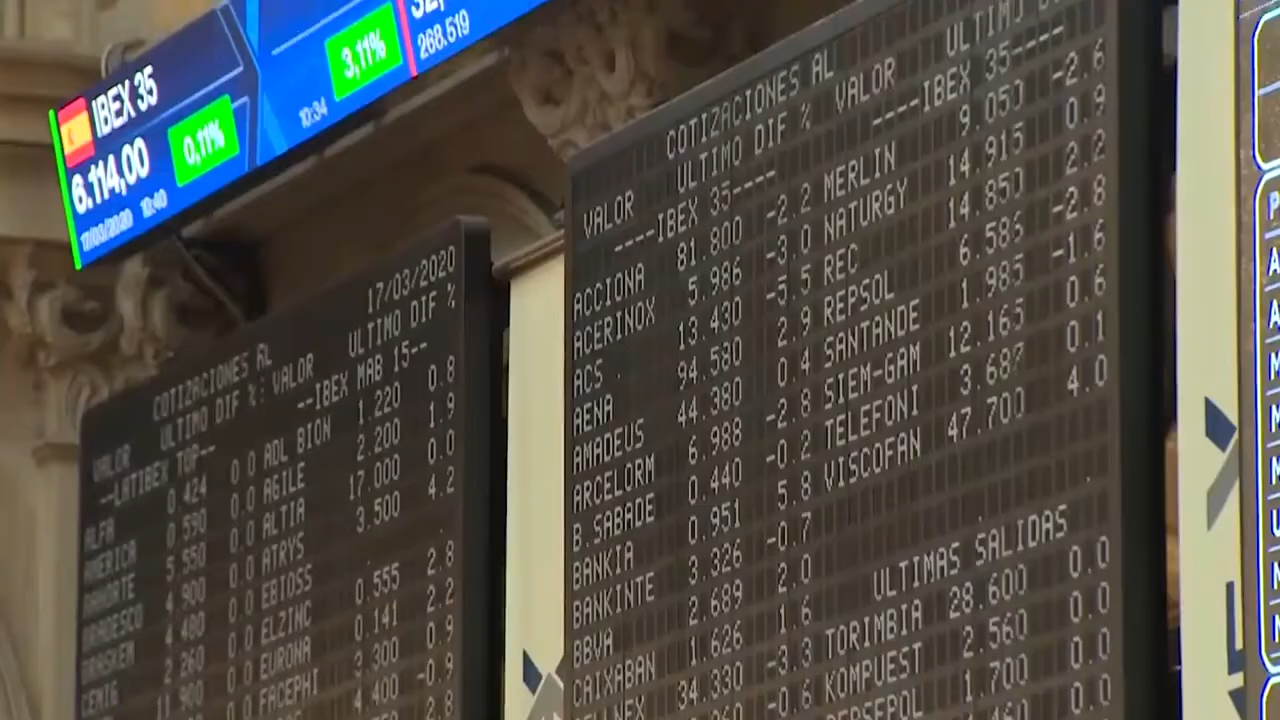 IBEX 35
6.114,00 0,11%
17/03/2020 10:40
3,11%
10:34
268.519
COTIZACIONES AL 17/03/2020
VALOR ULTIMO DIF %: VALOR ULTIMO DIF %
--LATIBEX TOP-- --IBEX MAB 15--
ALFA 0.424 0.0 ADL BION 1.220 0.8
AMERICA 0.590 0.0 AGILE 2.200 1.9
BANORTE 5.550 0.0 ALTIA 17.000 0.0
BRADESCO 4.900 0.0 ATRYS 3.500 4.2
BRASKEM 4.480 0.0 EBIOSS
CEMIG 2.260 0.0 ELZINC 0.555 2.8
11.900 0.0 EURONA 0.141 2.2
FACEPHI 3.300 0.9
4.400 -0.9
COTIZACIONES AL
VALOR ULTIMO DIF % VALOR ULTIMO
----IBEX 35---- ----IBEX 35----
ACCIONA 81.800 -2.2 MERLIN 9.050 -2.6
ACERINOX 5.986 -3.0 NATURGY 14.915 0.9
ACS 13.430 -5.5 REC 14.850 2.2
AENA 94.580 2.9 REPSOL 6.586 -2.8
AMADEUS 44.380 0.4 SANTANDE 1.985 -1.6
ARCELORM 6.988 -2.8 SIEM-GAM 12.165 0.6
B.SABADE 0.440 -0.2 TELEFONI 3.687 0.1
BANKIA 0.951 5.8 VISCOFAN 47.700 4.0
BANKINTE 3.326 -0.7
BBVA 2.689 2.0
CAIXABAN 1.626 1.6 ULTIMAS SALIDAS
CELLNEX 34.330 -3.3 TORIMBIA 28.600 0.0
-0.6 KOMPUEST 2.560 0.0
1.700 0.0
0.0